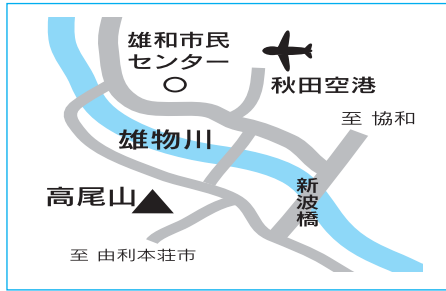 雄和市民
センター
秋田空港
至 協和
雄物川
新波橋
高尾山
至 由利本荘市